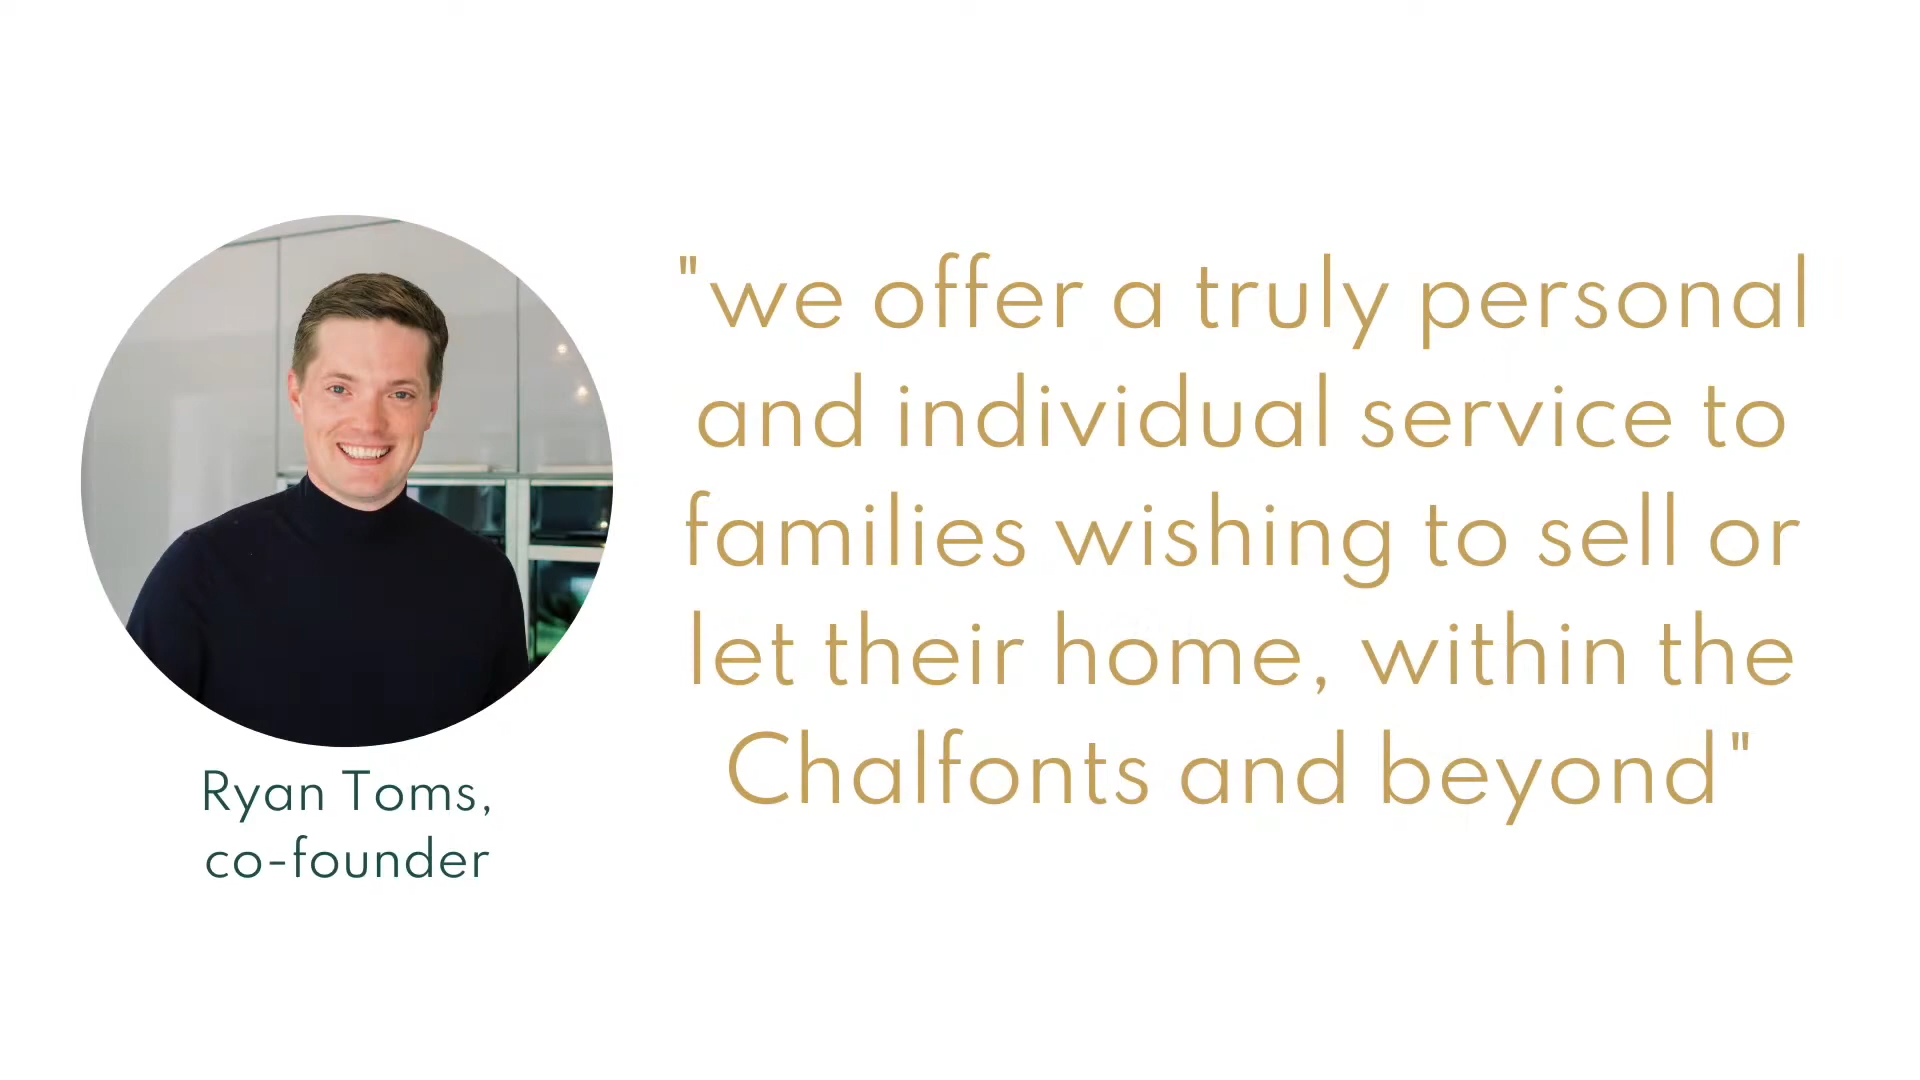 "we offer a truly personal
and individual service to
families wishing to sell or
let their home, within the
Chalfonts and beyond"
Ryan Toms,
co-founder